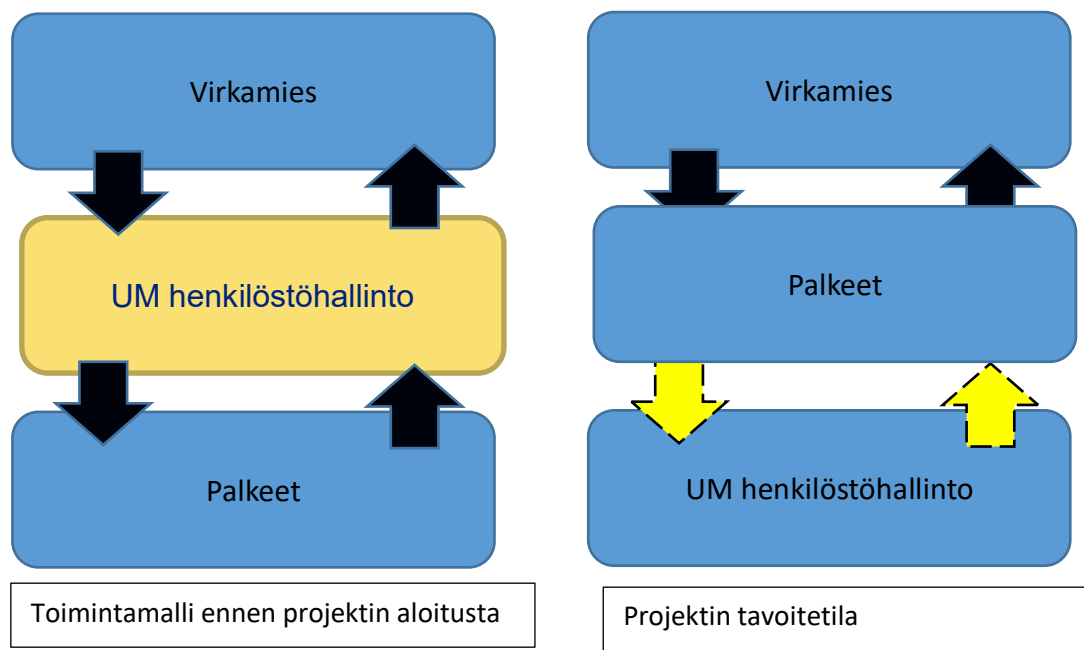 Virkamies
UM henkilöstöhallinto
Palkeet
Toimintamalli ennen projektin aloitusta
Virkamies
Palkeet
UM henkilöstöhallinto
Projektin tavoitetila